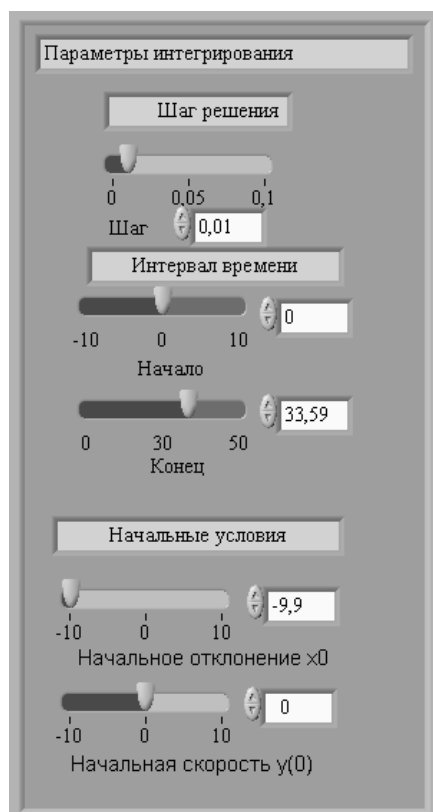 Параметры интегрирования
Шаг решения
0 0,05 0,1
Шаг 0,01
Интервал времени
0
-10 0 10
Начало
33,59
0 30 50
Конец
Начальные условия
-9,9
-10 0 10
Начальное отклонение x0
0
-10 0 10
Начальная скорость y(0)